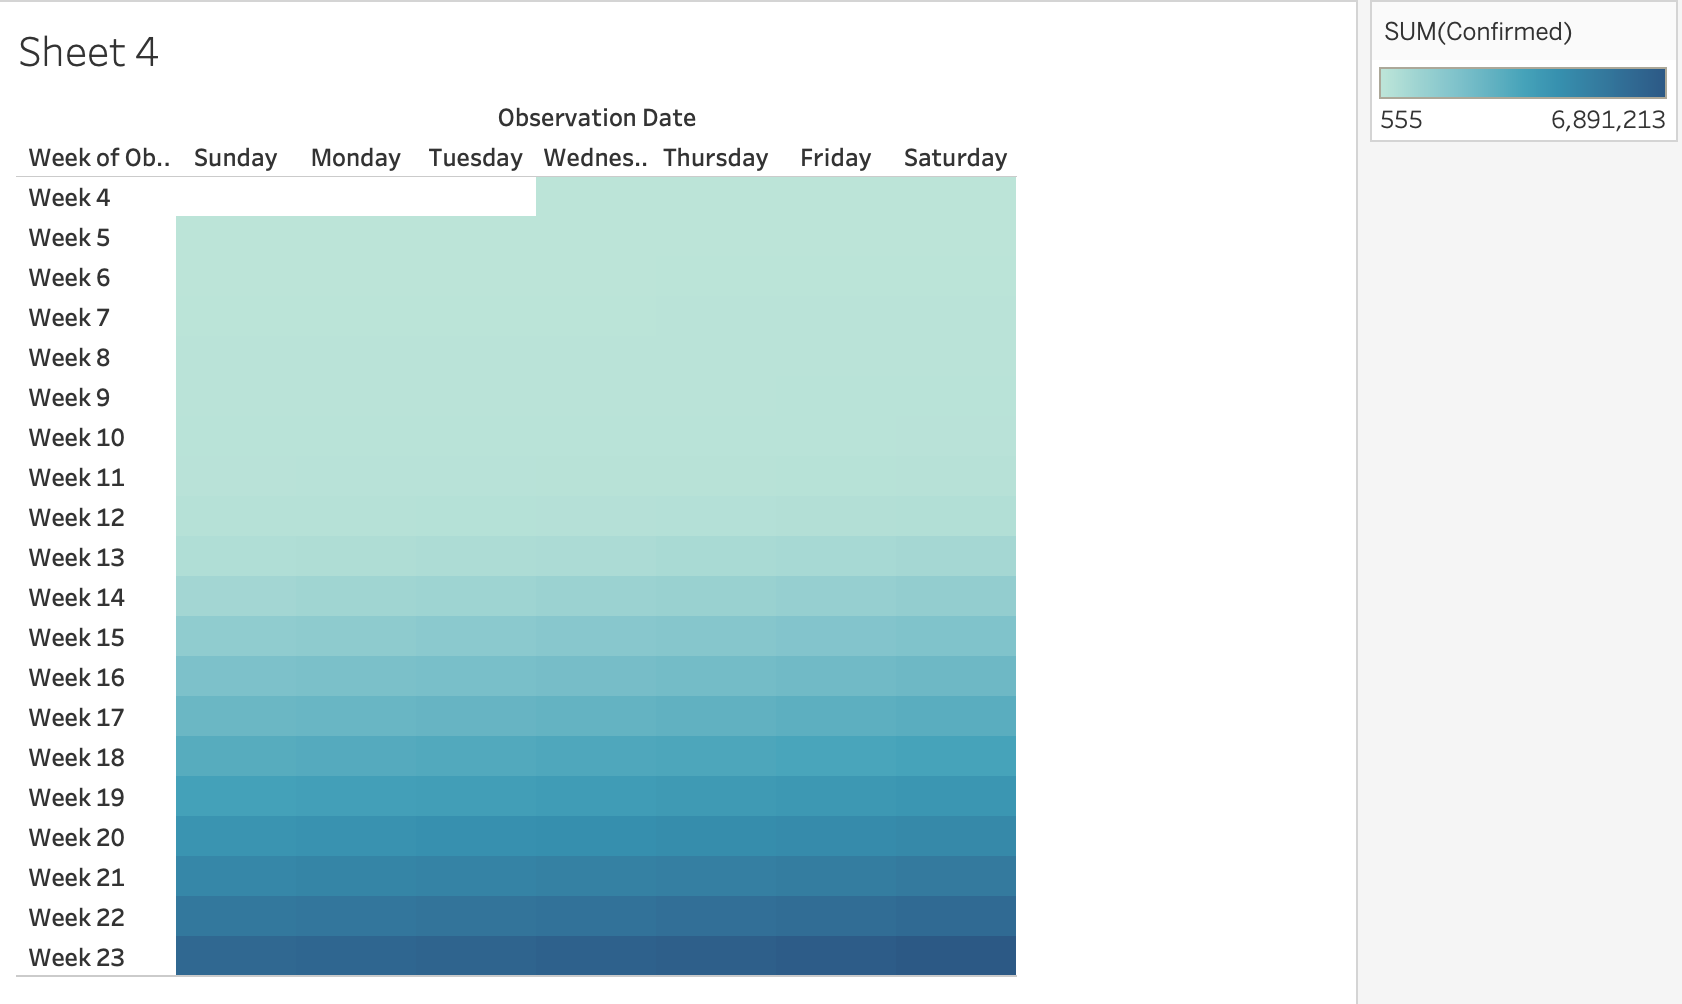 Sheet 4
Observation Date
Week of Ob.. Sunday Monday Tuesday Wednes.. Thursday Friday Saturday
Week 4
Week 5
Week 6
Week 7
Week 8
Week 9
Week 10
Week 11
Week 12
Week 13
Week 14
Week 15
Week 16
Week 17
Week 18
Week 19
Week 20
Week 21
Week 22
Week 23
SUM(Confirmed)
555 6,891,213